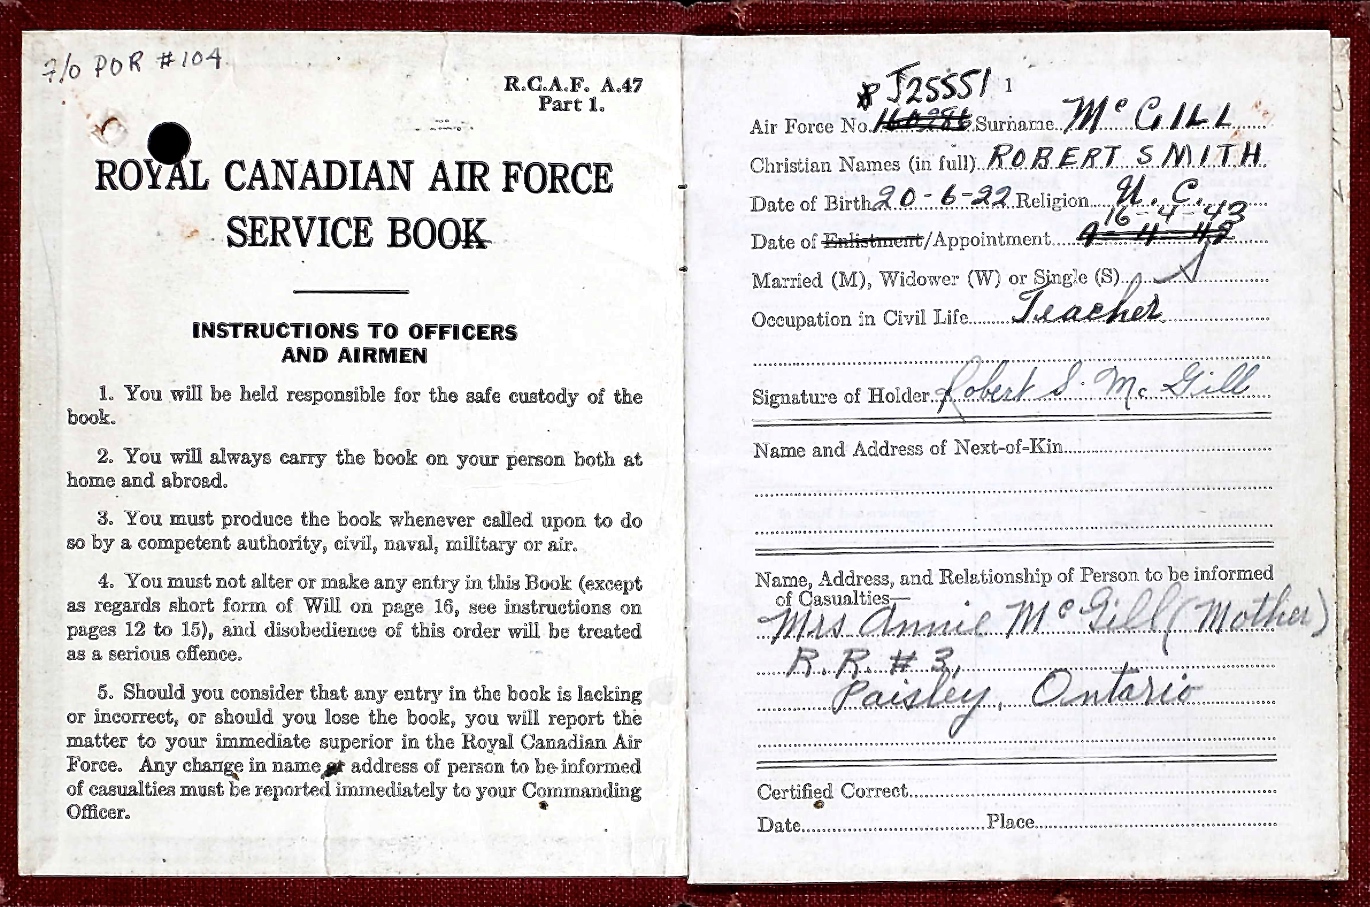 F/O POR #104
R.C.A.F. A.47
Part 1.
ROYAL CANADIAN AIR FORCE
SERVICE BOOK
INSTRUCTIONS TO OFFICERS
AND AIRMEN
1. You will be held responsible for the safe custody of the
book.
2. You will always carry the book on your person both at
home and abroad.
3. You must produce the book whenever called upon to do
so by a competent authority, civil, naval, military or air.
4. You must not alter or make any entry in this Book (except
as regards short form of Will on page 16, see instructions on
pages 12 to 15), and disobedience of this order will be treated
as a serious offence.
5. Should you consider that any entry in the book is lacking
or incorrect, or should you lose the book, you will report the
matter to your immediate superior in the Royal Canadian Air
Force. Any change in name or address of person to be informed
of casualties must be reported immediately to your Commanding
Officer.
J25551 1
Air Force No. Surname McGILL
Christian Names (in full) ROBERT SMITH
Date of Birth 20-6-22 Religion U.C.
16-4-43
Date of Enlistment/Appointment
Married (M), Widower (W) or Single (S) S
Occupation in Civil Life Teacher
Signature of Holder Robert S. McGill
Name and Address of Next-of-Kin
Name, Address, and Relationship of Person to be informed
of Casualties—
Mrs Annie McGill (Mother)
R.R. #3,
Paisley, Ontario
Certified Correct
Date Place